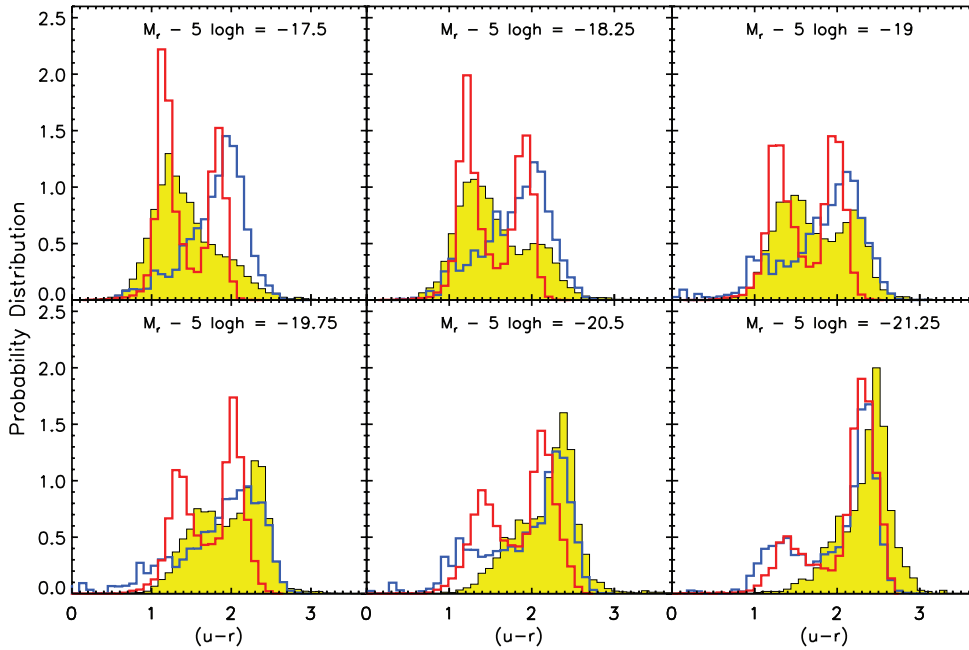 M_r - 5 logh = -17.5
M_r - 5 logh = -18.25
M_r - 5 logh = -19
2.5
2.0
1.5
1.0
0.5
0.0
M_r - 5 logh = -19.75
M_r - 5 logh = -20.5
M_r - 5 logh = -21.25
2.5
2.0
1.5
1.0
0.5
0.0
Probability Distribution
0 1 2 3
0 1 2 3
0 1 2 3
(u-r)
(u-r)
(u-r)